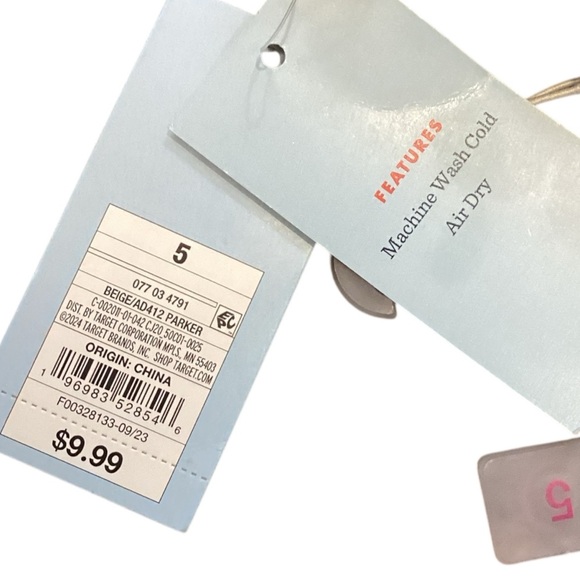 5
077 03 4791
BEIGE/AD412 PARKER
C-002011-01-042 CJ20 50C01-0025
DIST. BY TARGET CORPORATION MPLS, MN 55403
©2024 TARGET BRANDS, INC. SHOP TARGET.COM
ORIGIN: CHINA
1 96983 52854 6
F00328133-09/23
$9.99
FEATURES
Machine Wash Cold
Air Dry
5